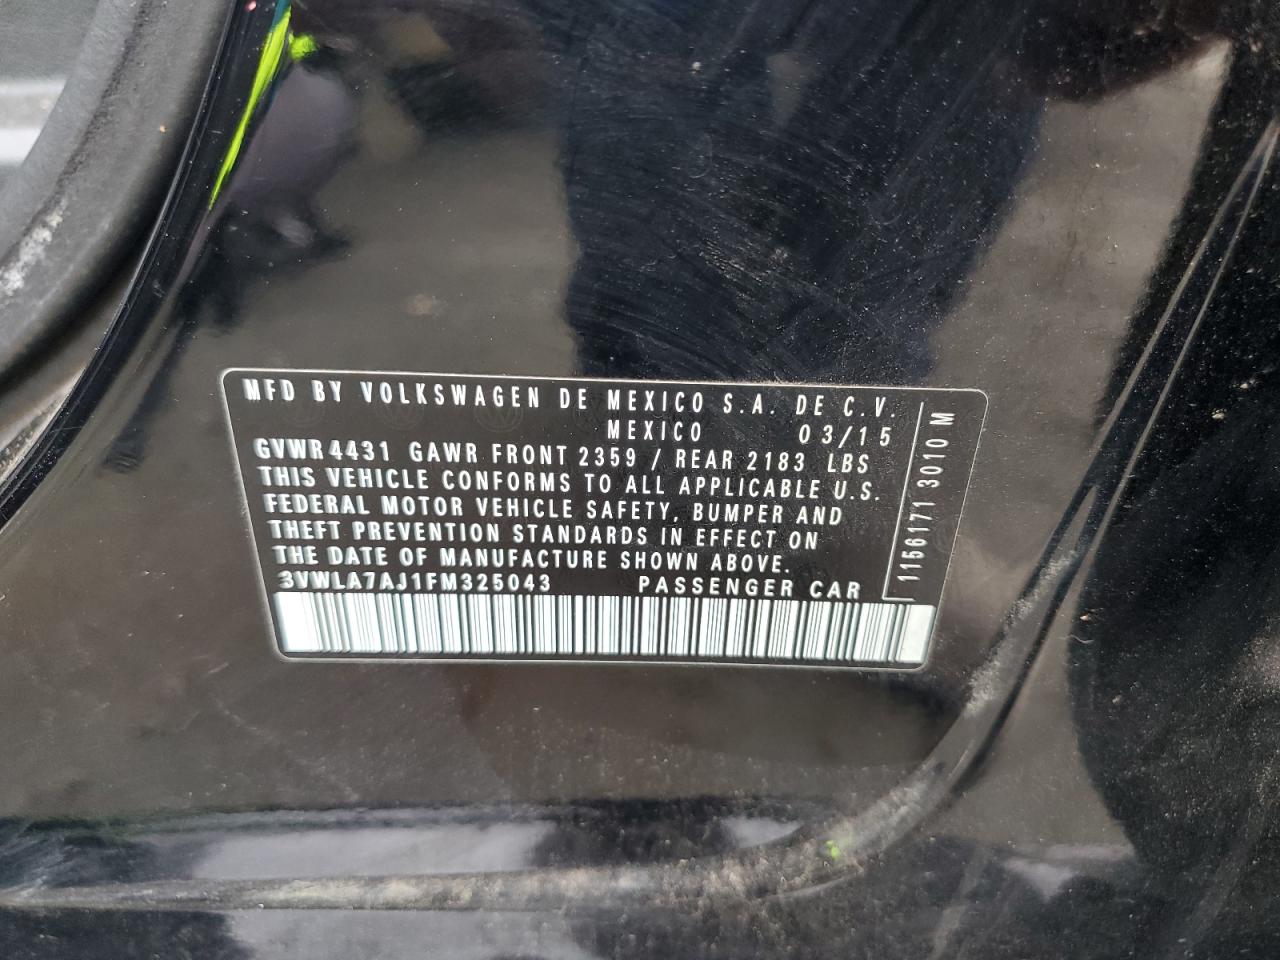 MFD BY VOLKSWAGEN DE MEXICO S.A. DE C.V.
MEXICO 03/15
GVWR 4431 GAWR FRONT 2359 / REAR 2183 LBS
THIS VEHICLE CONFORMS TO ALL APPLICABLE U.S.
FEDERAL MOTOR VEHICLE SAFETY, BUMPER AND
THEFT PREVENTION STANDARDS IN EFFECT ON
THE DATE OF MANUFACTURE SHOWN ABOVE.
3VWLA7AJ1FM325043 PASSENGER CAR
1156171 3010 M